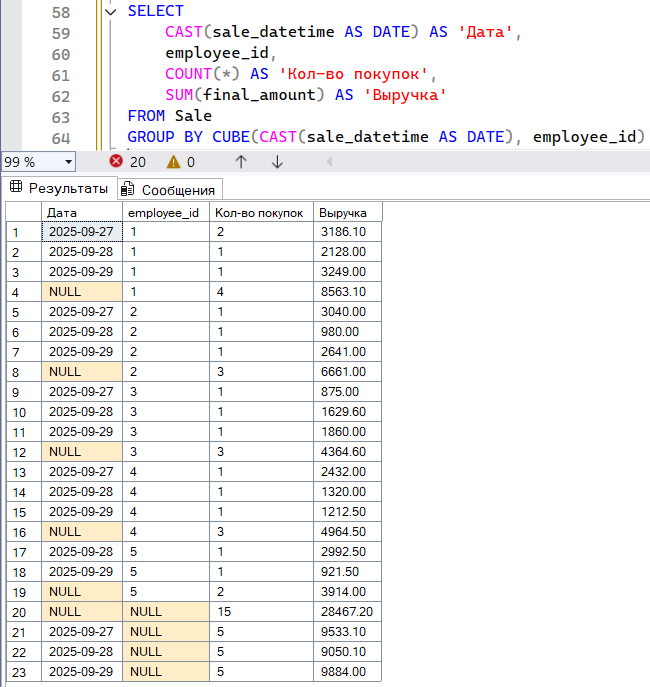 58 SELECT
59 CAST(sale_datetime AS DATE) AS 'Дата',
60 employee_id,
61 COUNT(*) AS 'Кол-во покупок',
62 SUM(final_amount) AS 'Выручка'
63 FROM Sale
64 GROUP BY CUBE(CAST(sale_datetime AS DATE), employee_id)
99 % 20 0
Результаты Сообщения
Дата employee_id Кол-во покупок Выручка
1 2025-09-27 1 2 3186.10
2 2025-09-28 1 1 2128.00
3 2025-09-29 1 1 3249.00
4 NULL 1 4 8563.10
5 2025-09-27 2 1 3040.00
6 2025-09-28 2 1 980.00
7 2025-09-29 2 1 2641.00
8 NULL 2 3 6661.00
9 2025-09-27 3 1 875.00
10 2025-09-28 3 1 1629.60
11 2025-09-29 3 1 1860.00
12 NULL 3 3 4364.60
13 2025-09-27 4 1 2432.00
14 2025-09-28 4 1 1320.00
15 2025-09-29 4 1 1212.50
16 NULL 4 3 4964.50
17 2025-09-28 5 1 2992.50
18 2025-09-29 5 1 921.50
19 NULL 5 2 3914.00
20 NULL NULL 15 28467.20
21 2025-09-27 NULL 5 9533.10
22 2025-09-28 NULL 5 9050.10
23 2025-09-29 NULL 5 9884.00